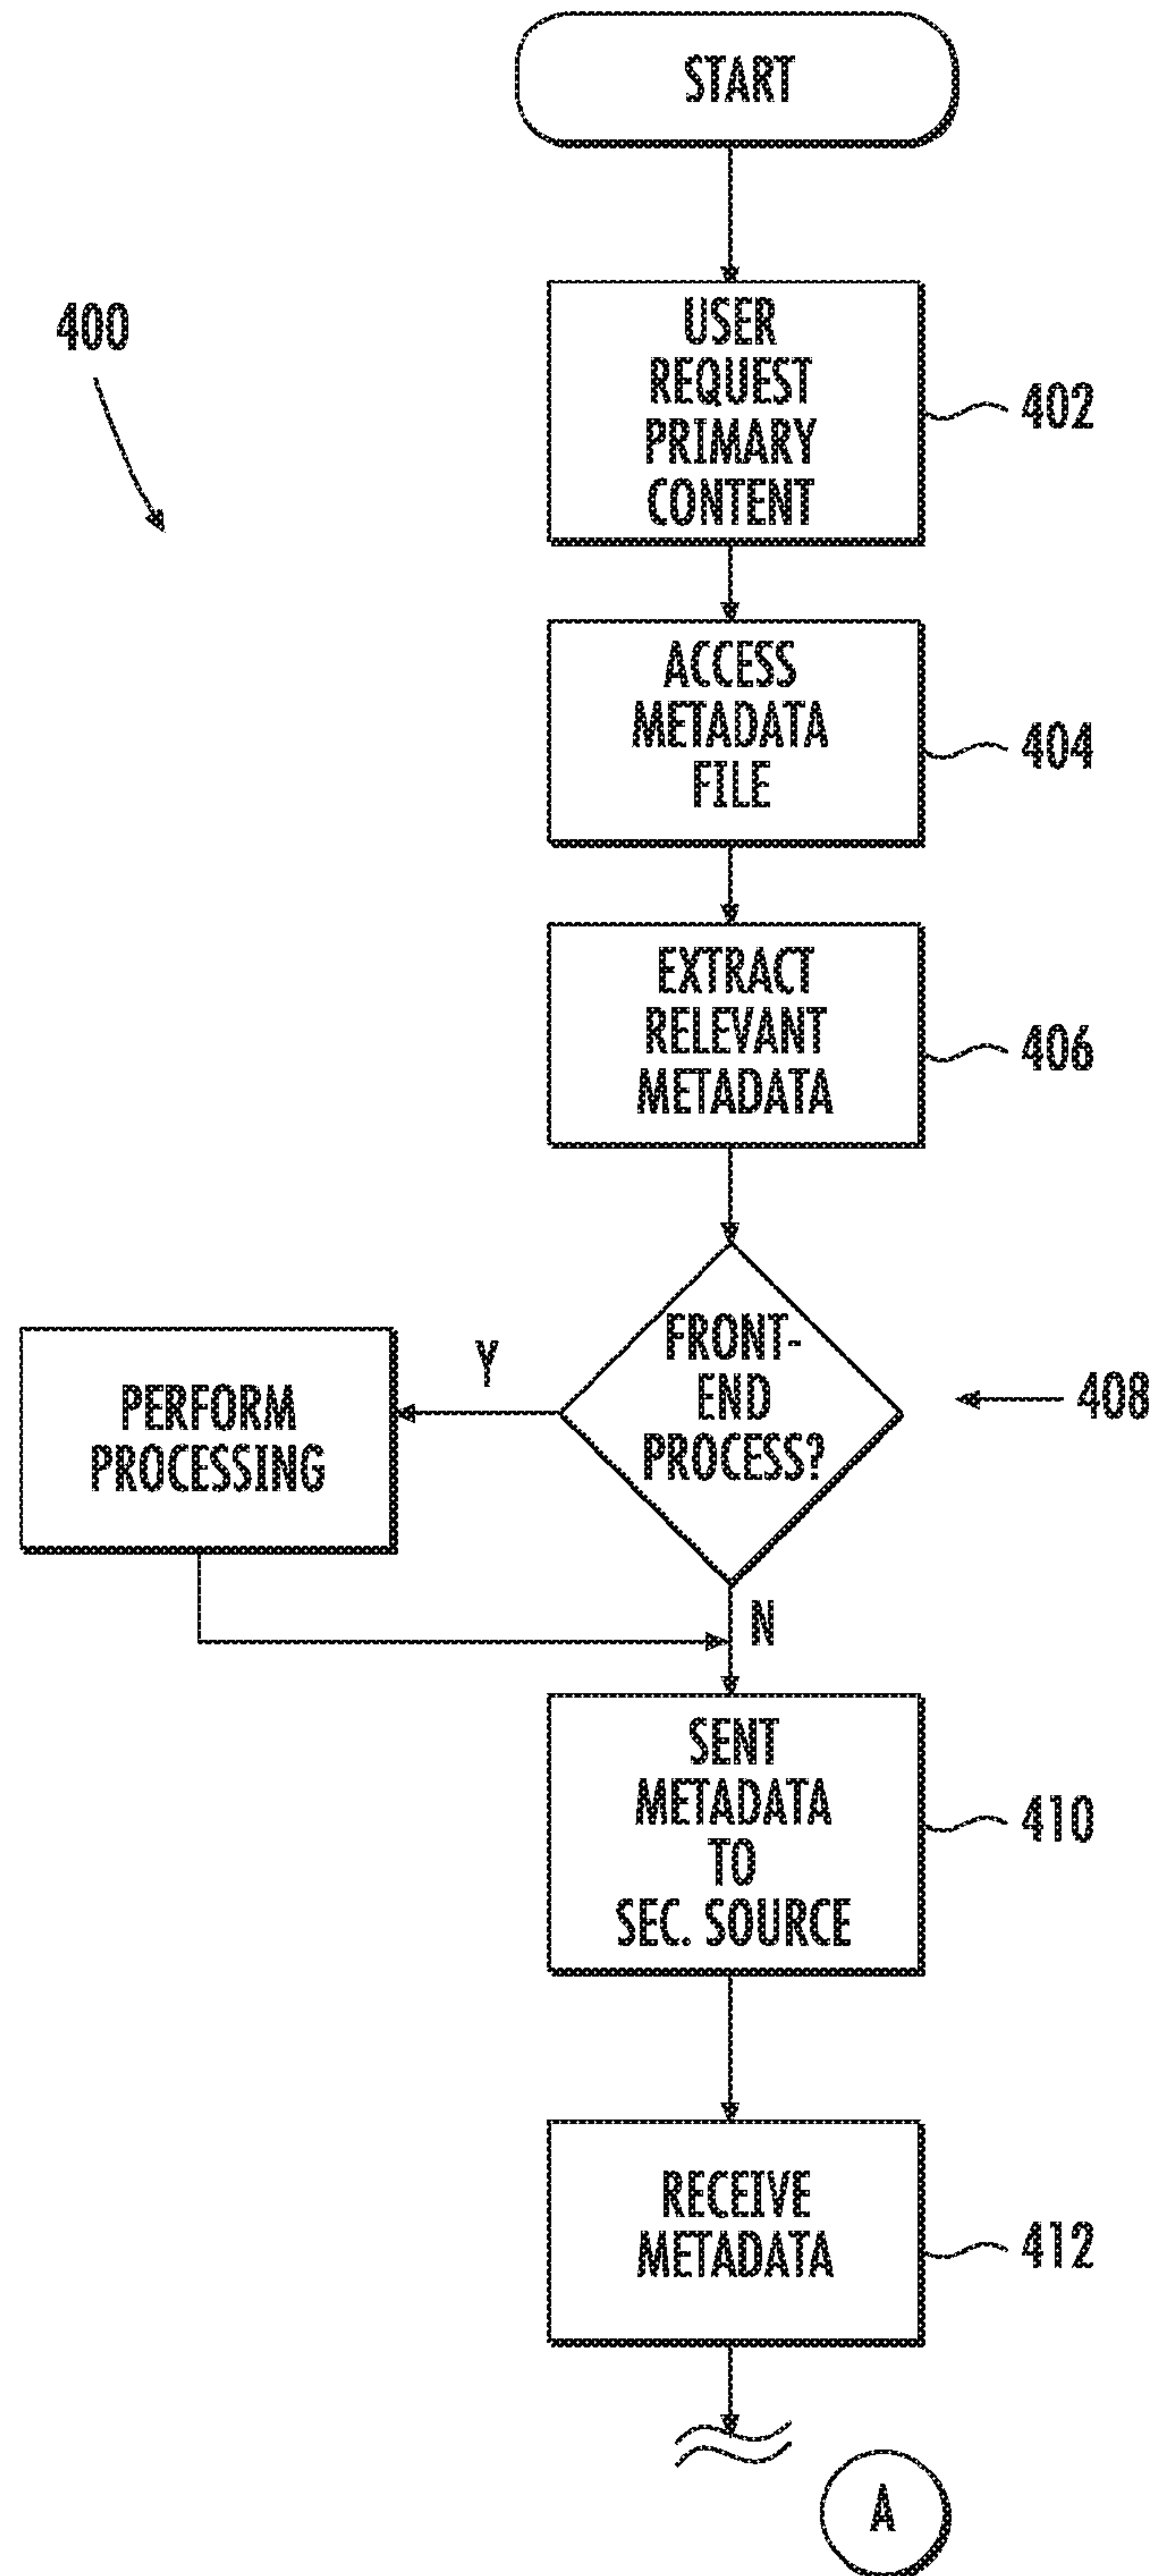 START
400
USER
REQUEST
PRIMARY
CONTENT
402
ACCESS
METADATA
FILE
404
EXTRACT
RELEVANT
METADATA
406
FRONT-
END
PROCESS?
408
Y
PERFORM
PROCESSING
N
SENT
METADATA
TO
SEC. SOURCE
410
RECEIVE
METADATA
412
A